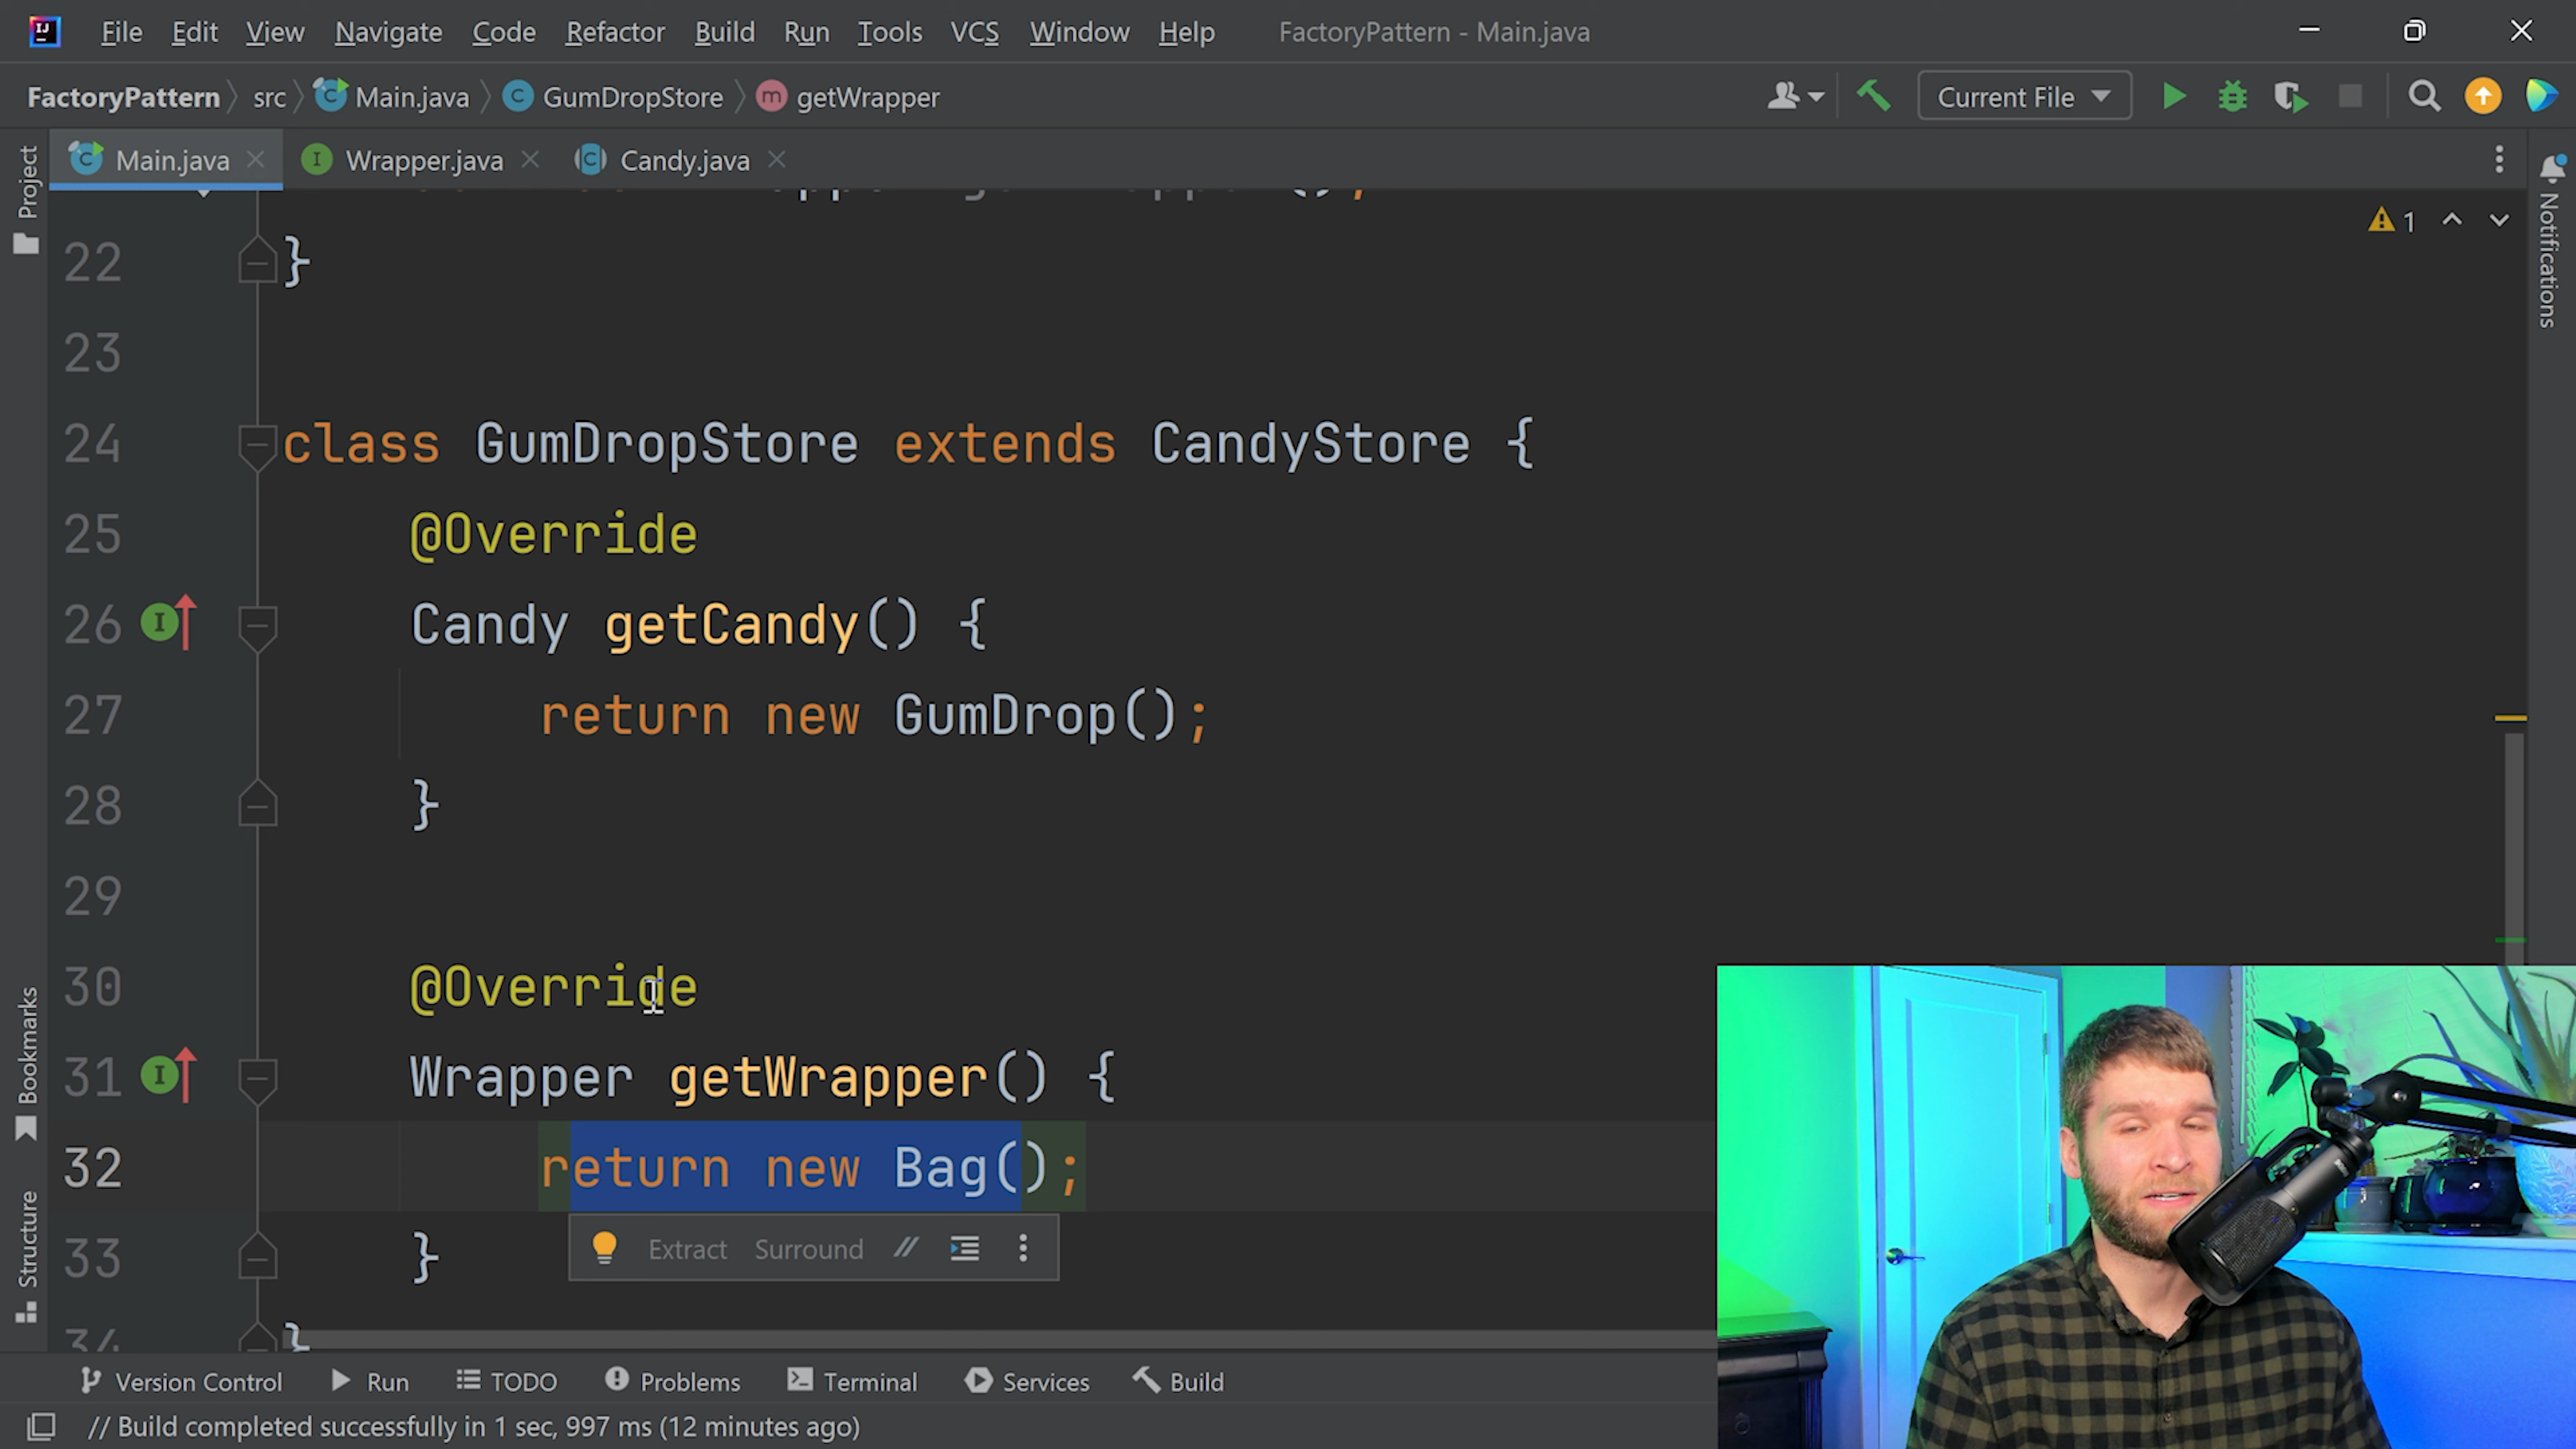 File Edit View Navigate Code Refactor Build Run Tools VCS Window Help FactoryPattern - Main.java
FactoryPattern src Main.java GumDropStore getWrapper Current File
Main.java Wrapper.java Candy.java
Project
Notifications
Bookmarks
Structure
1
22 }
23
24 class GumDropStore extends CandyStore {
25 @Override
26 Candy getCandy() {
27 return new GumDrop();
28 }
29
30 @Override
31 Wrapper getWrapper() {
32 return new Bag();
Extract Surround //
33 }
34 }
Version Control Run TODO Problems Terminal Services Build
// Build completed successfully in 1 sec, 997 ms (12 minutes ago)